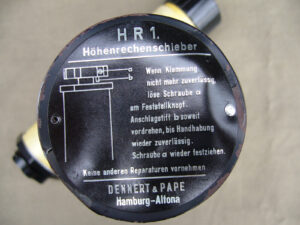 HR1.
Höhenrechenschieber
Wenn Klemmung
nicht mehr zuverlässig,
löse Schraube a
am Feststellknopf.
Anschlagstift b soweit
vordrehen, bis Handhabung
wieder zuverlässig.
Schraube a wieder festziehen.
Keine anderen Reparaturen vornehmen
DENNERT & PAPE
Hamburg-Altona